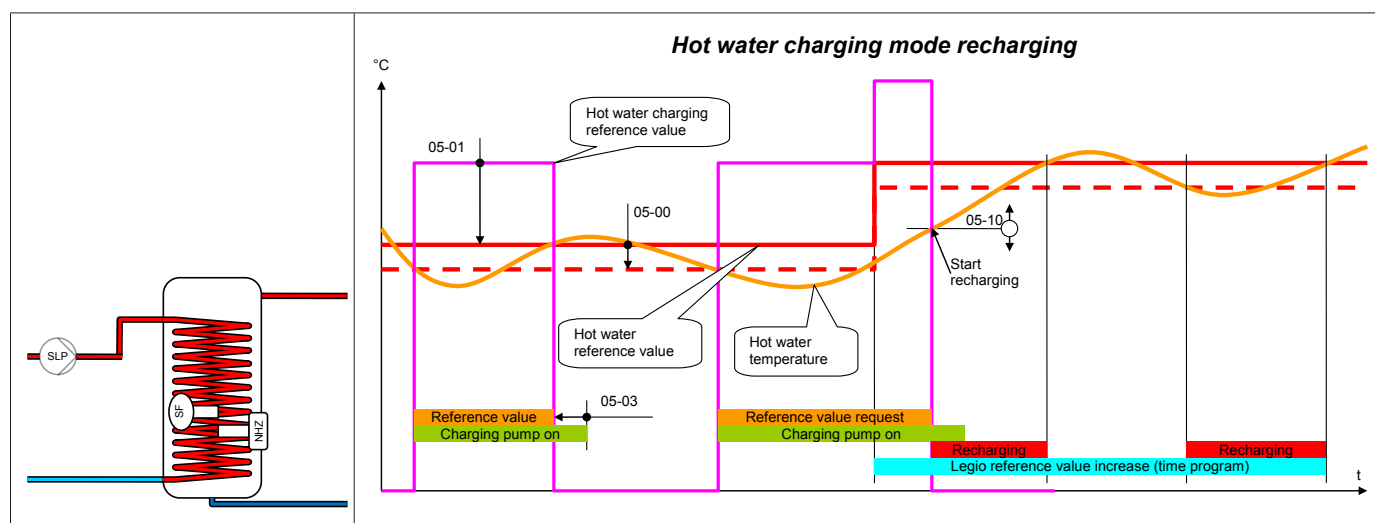 Hot water charging mode recharging
°C
Hot water charging
reference value
05-01
05-00
05-10
Start
recharging
Hot water
reference value
Hot water
temperature
SLP
SF
NHZ
05-03
Reference value
Reference value request
Charging pump on
Charging pump on
Recharging
Recharging
Legio reference value increase (time program)
t